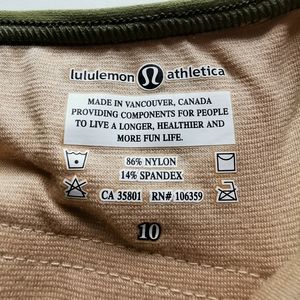 lululemon athletica
MADE IN VANCOUVER, CANADA
PROVIDING COMPONENTS FOR PEOPLE
TO LIVE A LONGER, HEALTHIER AND
MORE FUN LIFE.
86% NYLON
14% SPANDEX
CA 35801 RN# 106359
10